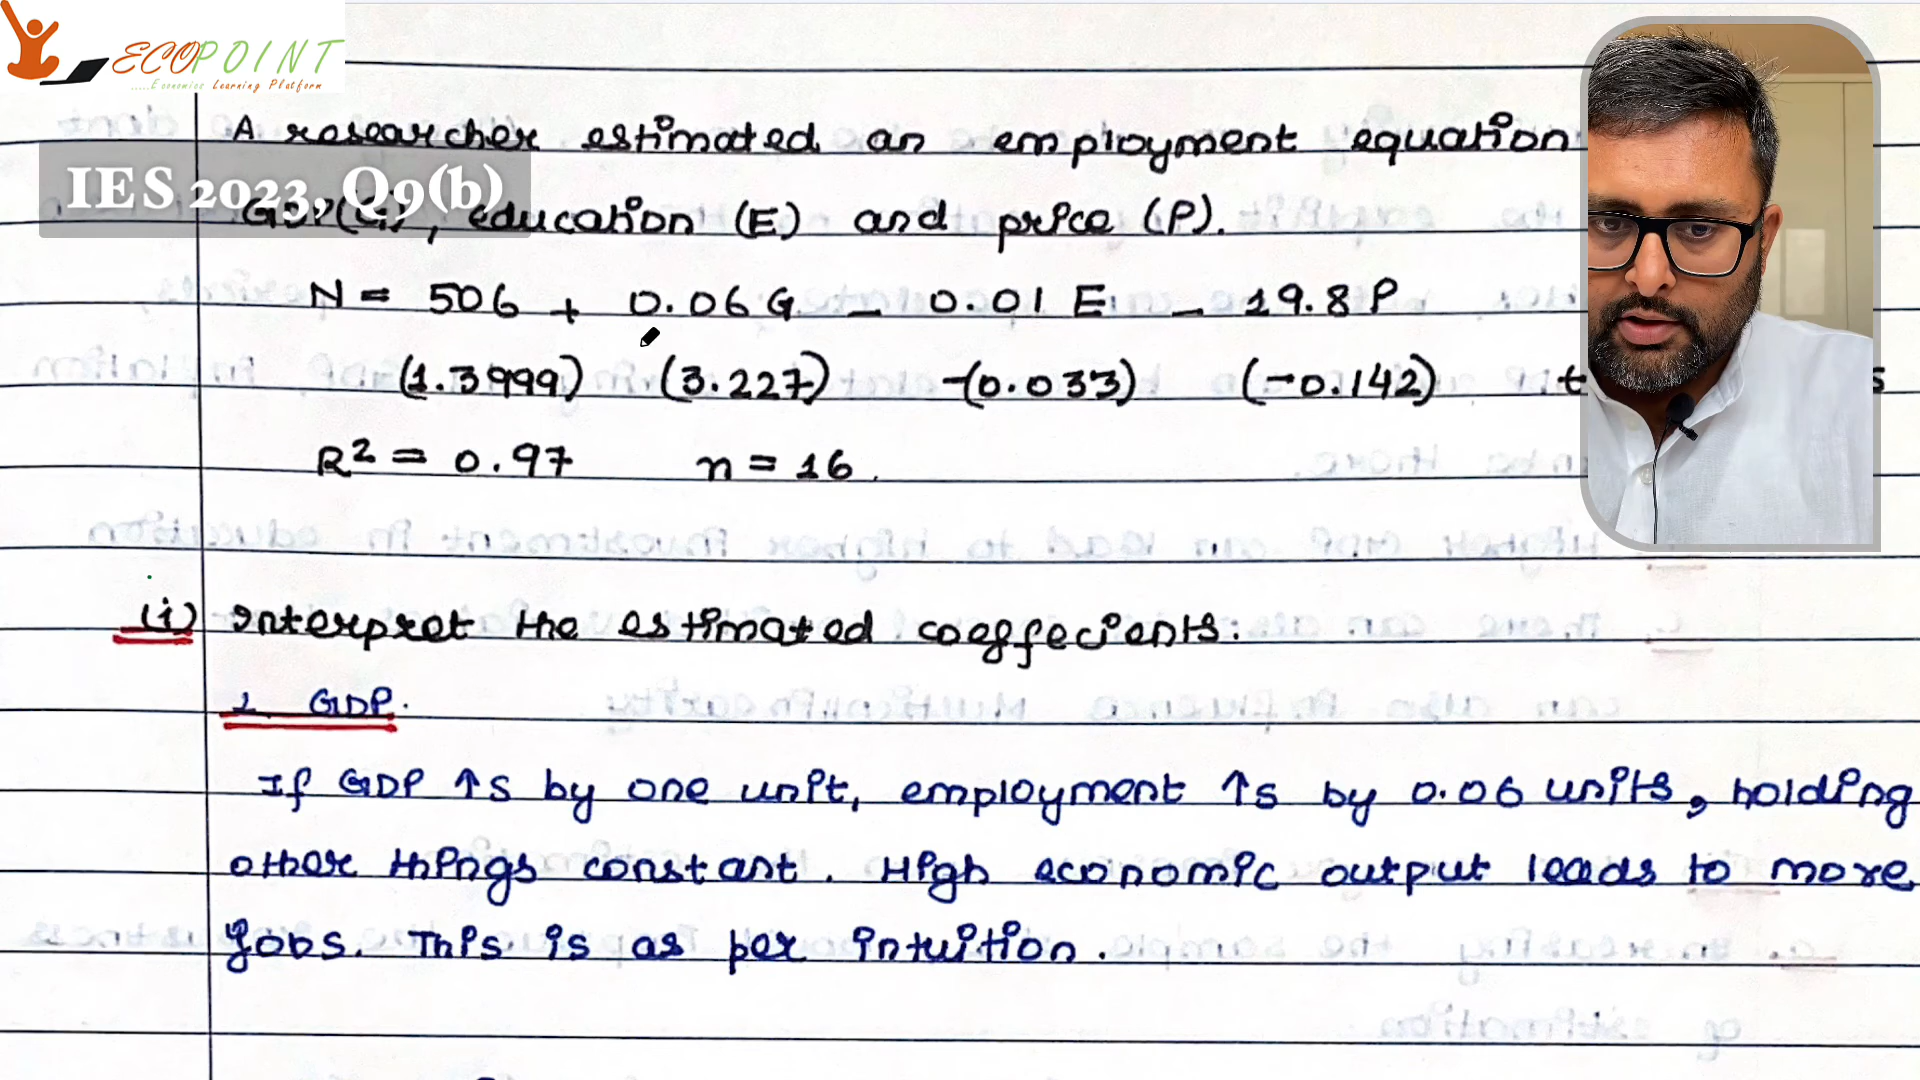 ECOPOINT
.....Economics Learning Platform
A researcher estimated an employment equation
IES 2023, Q9(b)
GDP(G), education (E) and price (P).
N = 506 + 0.06 G - 0.01 E - 19.8 P
(1.3999) (3.227) -(0.033) (-0.142) t
R² = 0.97 n = 16.
(i) Interpret the estimated coeffecients.
1. GDP.
If GDP ↑s by one unit, employment ↑s by 0.06 units, holding
other things constant. High economic output leads to more
jobs. This is as per intuition.